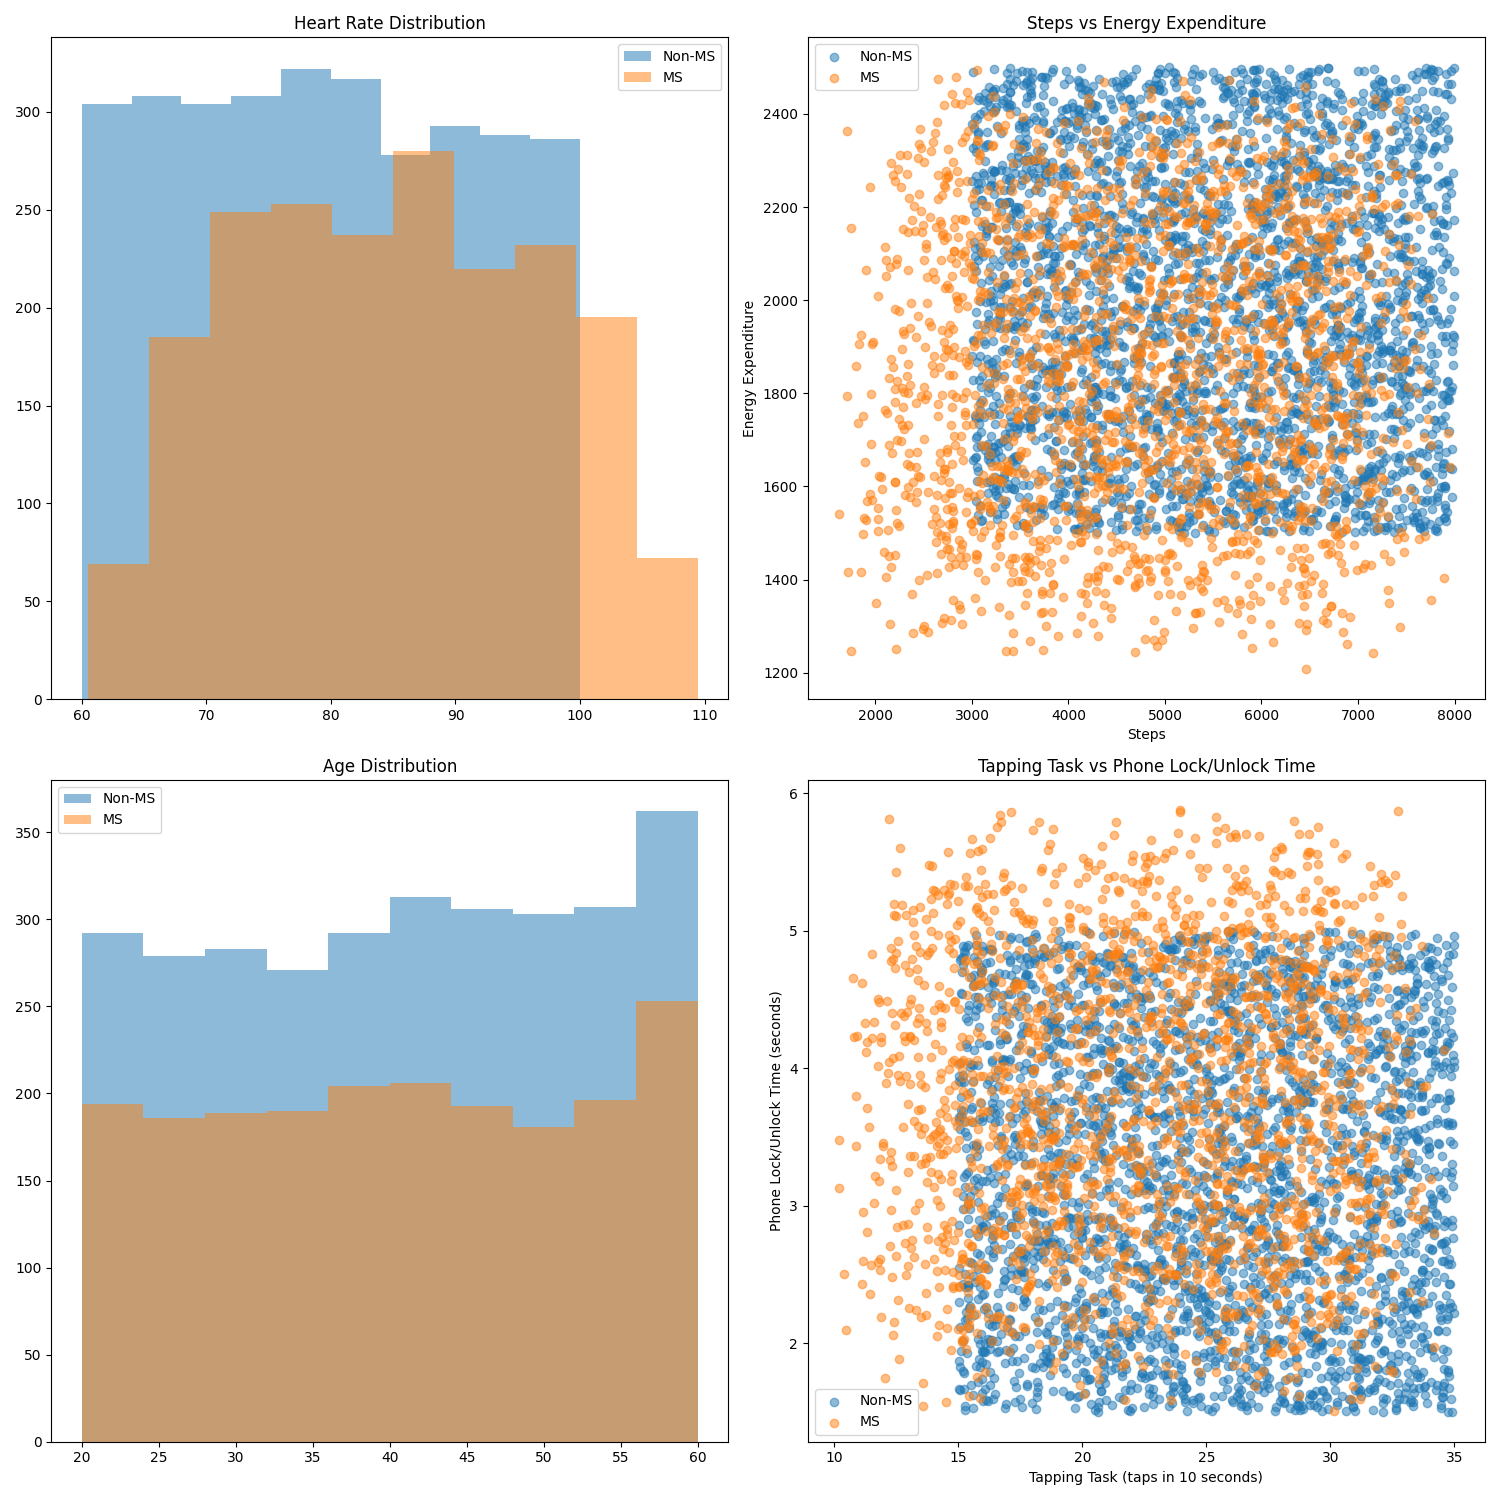 Heart Rate Distribution
Non-MS
MS
300
250
200
150
100
50
0
60 70 80 90 100 110
Steps vs Energy Expenditure
Non-MS
MS
Energy Expenditure
2400
2200
2000
1800
1600
1400
1200
2000 3000 4000 5000 6000 7000 8000
Steps
Age Distribution
Non-MS
MS
350
300
250
200
150
100
50
0
20 25 30 35 40 45 50 55 60
Tapping Task vs Phone Lock/Unlock Time
Phone Lock/Unlock Time (seconds)
6
5
4
3
2
Non-MS
MS
10 15 20 25 30 35
Tapping Task (taps in 10 seconds)